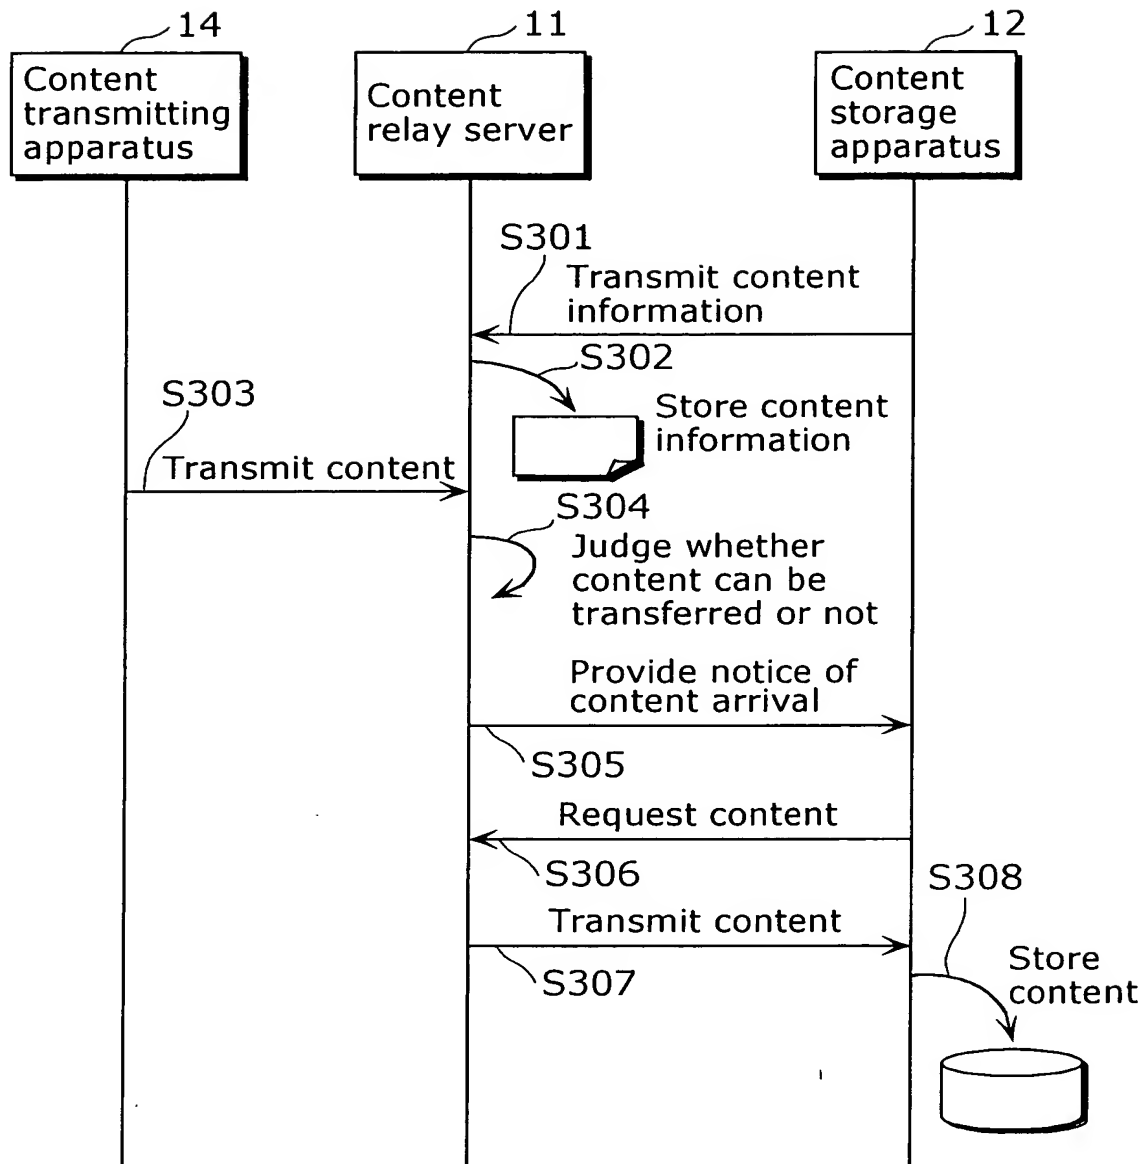 14
11
12
Content
transmitting
apparatus
Content
relay server
Content
storage
apparatus
S301
Transmit content
information
S302
Store content
information
S303
Transmit content
S304
Judge whether
content can be
transferred or not
Provide notice of
content arrival
S305
Request content
S306
S308
Transmit content
S307
Store
content